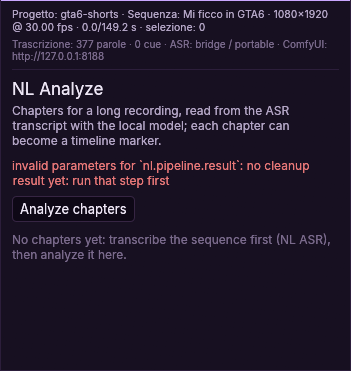 Progetto: gta6-shorts · Sequenza: Mi ficco in GTA6 · 1080×1920
@ 30.00 fps · 0.0/149.2 s · selezione: 0
Trascrizione: 377 parole · 0 cue · ASR: bridge / portable · ComfyUI:
http://127.0.0.1:8188
NL Analyze
Chapters for a long recording, read from the ASR
transcript with the local model; each chapter can
become a timeline marker.
invalid parameters for `nl.pipeline.result`: no cleanup
result yet: run that step first
Analyze chapters
No chapters yet: transcribe the sequence first (NL ASR),
then analyze it here.